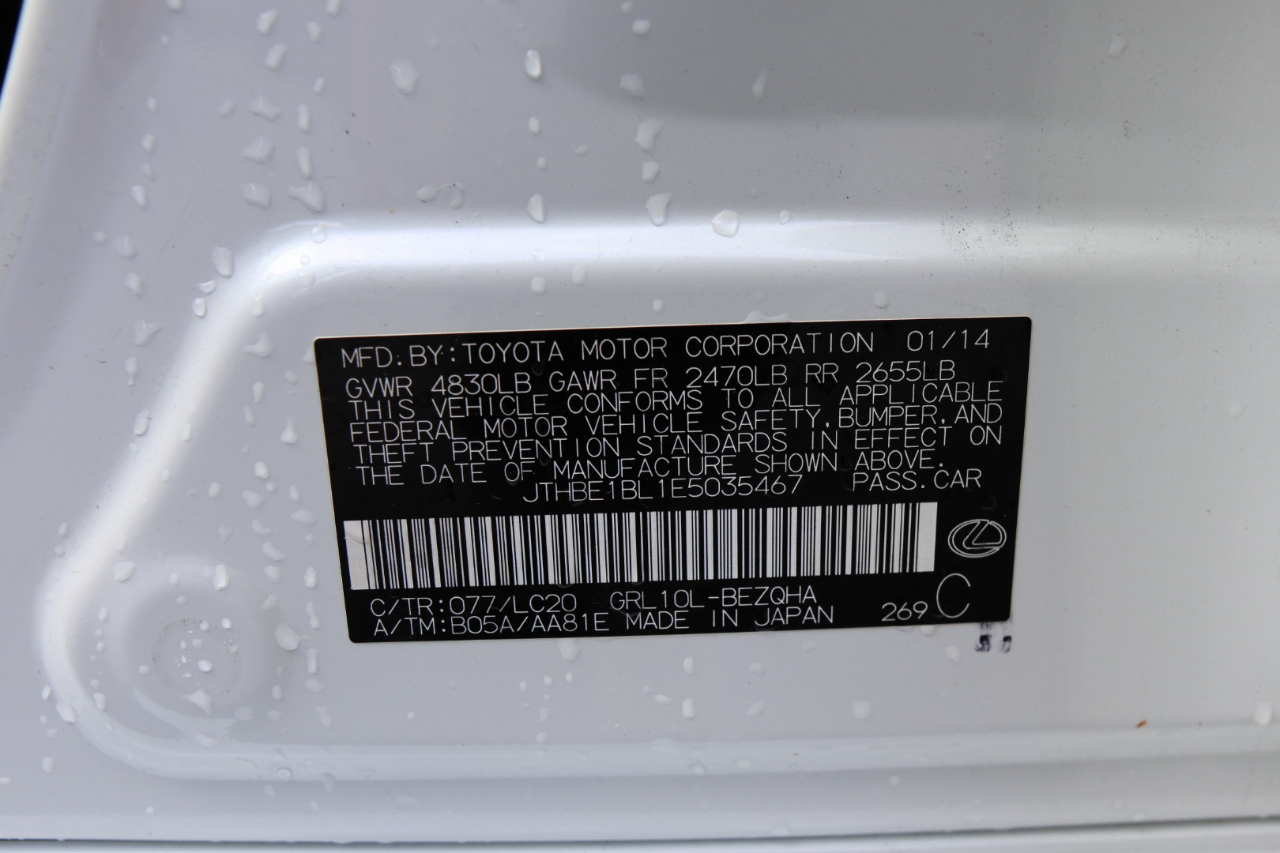 MFD. BY: TOYOTA MOTOR CORPORATION 01/14
GVWR 4830LB GAWR FR 2470LB RR 2655LB
THIS VEHICLE CONFORMS TO ALL APPLICABLE
FEDERAL MOTOR VEHICLE SAFETY, BUMPER, AND
THEFT PREVENTION STANDARDS IN EFFECT ON
THE DATE OF MANUFACTURE SHOWN ABOVE.
JTHBE1BL1E5035467 PASS.CAR
C/TR:077/LC20 GRL10L-BEZQHA
A/TM:B05A/AA81E MADE IN JAPAN 269 C